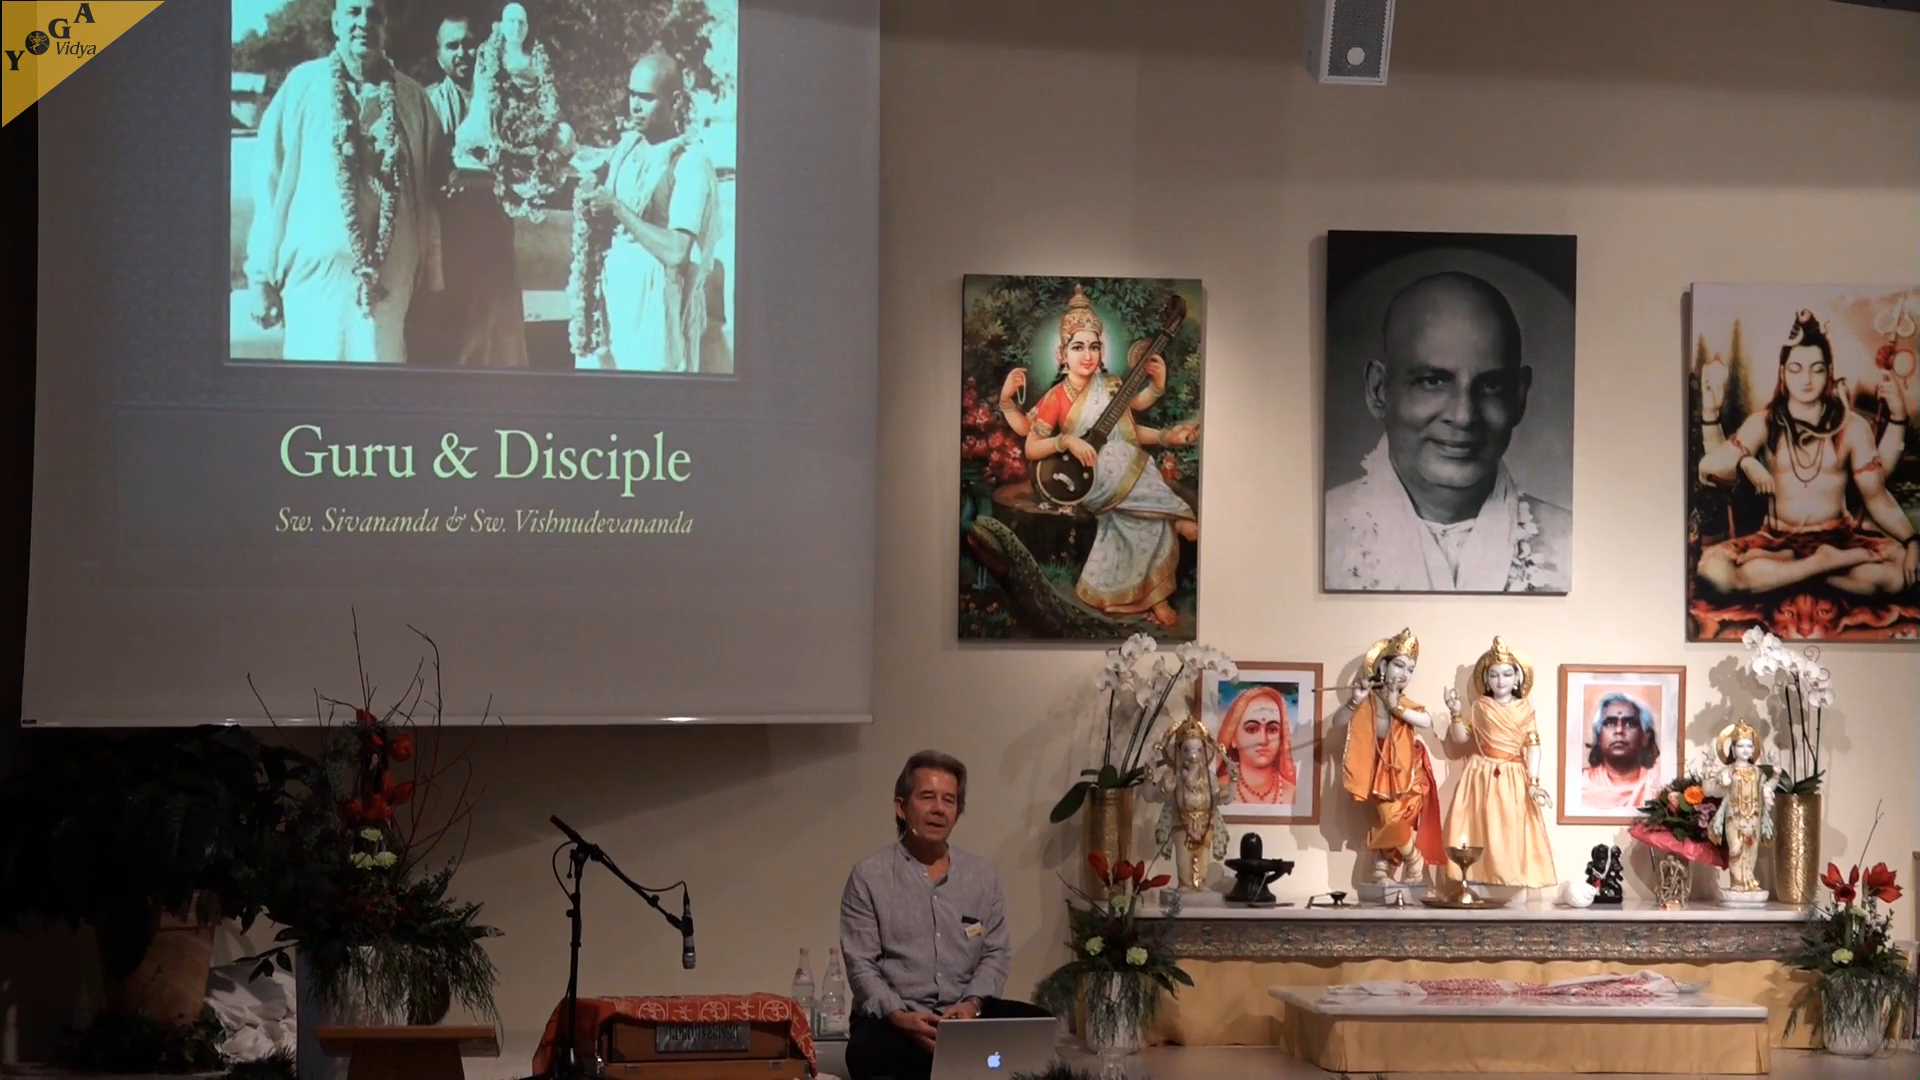 YOGA
Vidya
Guru & Disciple
Sw. Sivananda & Sw. Vishnudevananda